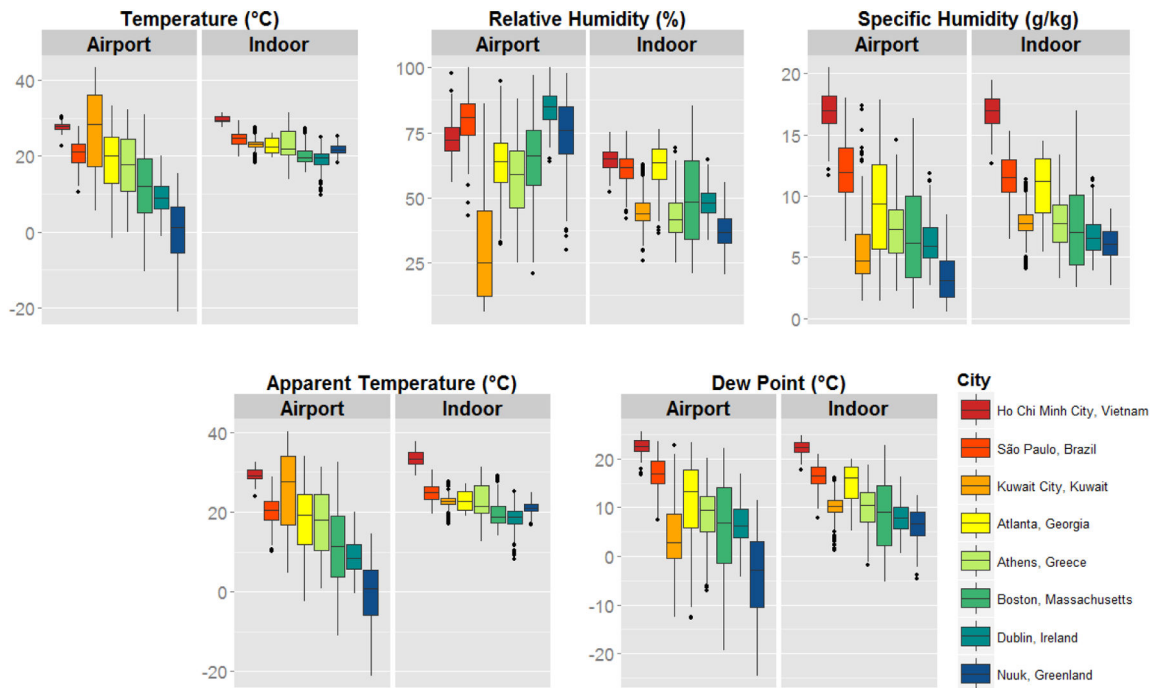 Temperature (°C)
Airport Indoor
40
20
0
-20
Relative Humidity (%)
Airport Indoor
100
75
50
25
Specific Humidity (g/kg)
Airport Indoor
20
15
10
5
0
Apparent Temperature (°C)
Airport Indoor
40
20
0
-20
Dew Point (°C)
Airport Indoor
20
10
0
-10
-20
City
Ho Chi Minh City, Vietnam
São Paulo, Brazil
Kuwait City, Kuwait
Atlanta, Georgia
Athens, Greece
Boston, Massachusetts
Dublin, Ireland
Nuuk, Greenland